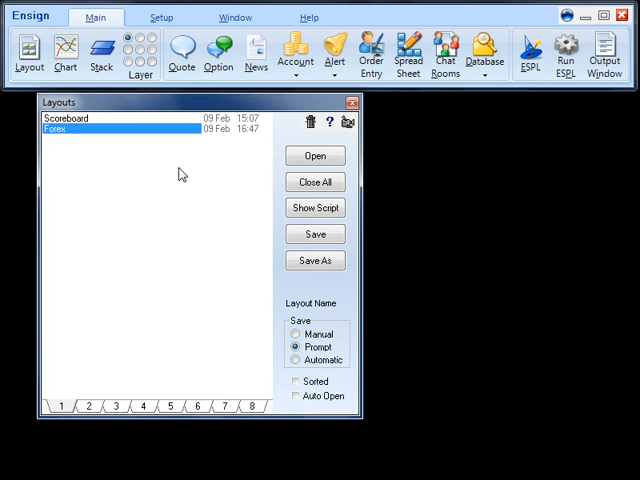 Ensign Main Setup Window Help
Layout Chart Stack Layer Quote Option News Account Alert Order Entry Spread Sheet Chat Rooms Database ESPL Run ESPL Output Window
Layouts
Scoreboard 09 Feb 15:07
Forex 09 Feb 16:47
?
Open
Close All
Show Script
Save
Save As
Layout Name
Save
Manual
Prompt
Automatic
Sorted
Auto Open
1 2 3 4 5 6 7 8